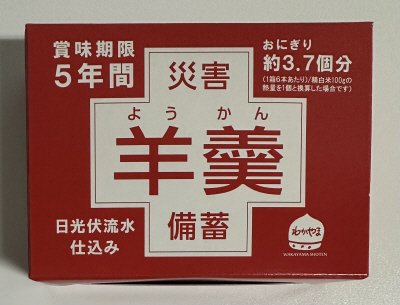 賞味期限
5年間
災害
ようかん
羊羹
備蓄
おにぎり
約3.7個分
(1箱6本あたり)/精白米100gの
熱量を1個と換算した場合です)
日光伏流水
仕込み
わかやま
WAKAYAMA SHOTEN